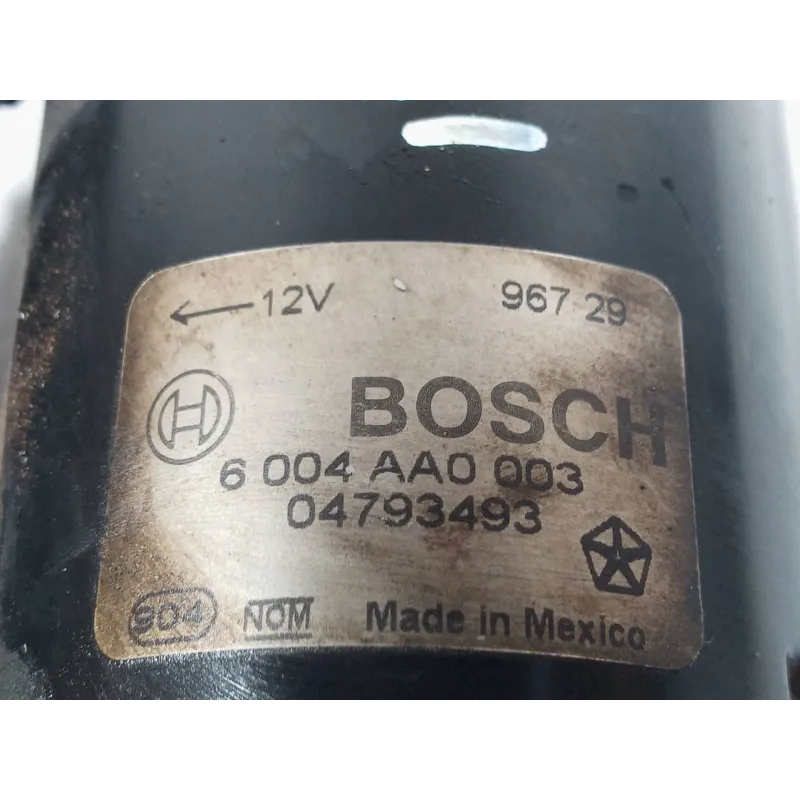 12V 967 29
BOSCH
6 004 AA0 003
04793493
904 NOM Made in Mexico